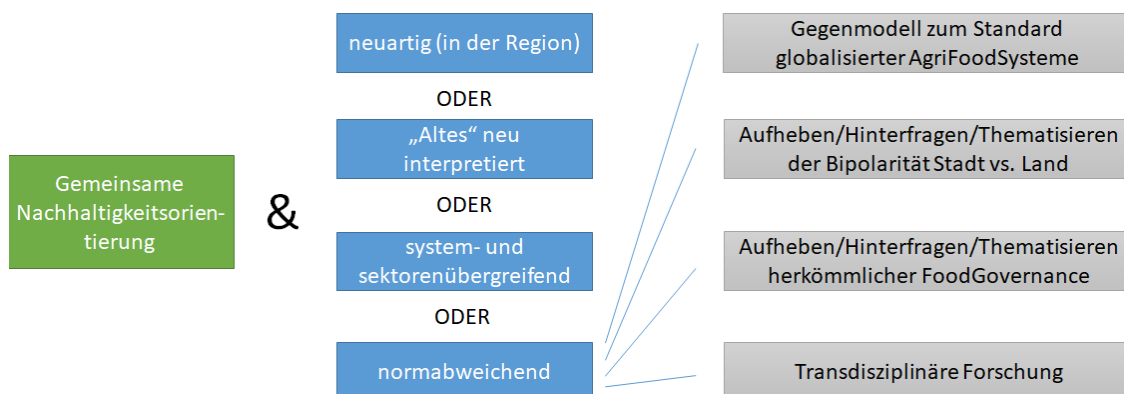 Gemeinsame
Nachhaltigkeitsorien-
tierung
&
neuartig (in der Region)
ODER
„Altes“ neu
interpretiert
ODER
system- und
sektorenübergreifend
ODER
normabweichend
Gegenmodell zum Standard
globalisierter AgriFoodSysteme
Aufheben/Hinterfragen/Thematisieren
der Bipolarität Stadt vs. Land
Aufheben/Hinterfragen/Thematisieren
herkömmlicher FoodGovernance
Transdisziplinäre Forschung